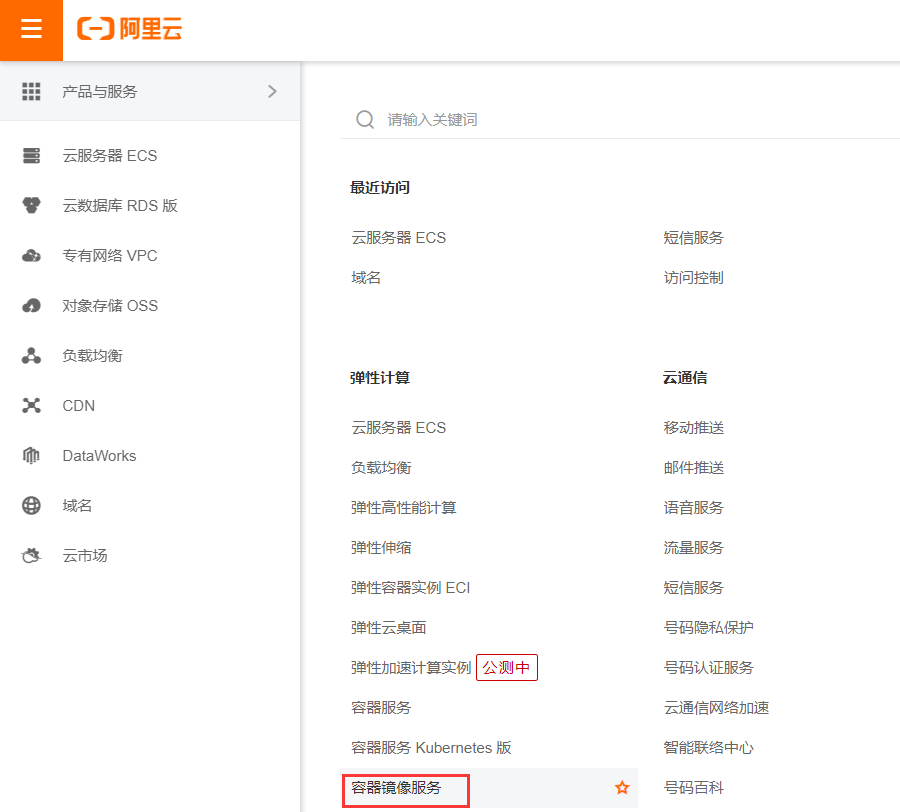 阿里云
产品与服务
云服务器 ECS
云数据库 RDS 版
专有网络 VPC
对象存储 OSS
负载均衡
CDN
DataWorks
域名
云市场
请输入关键词
最近访问
云服务器 ECS
域名
短信服务
访问控制
弹性计算
云服务器 ECS
负载均衡
弹性高性能计算
弹性伸缩
弹性容器实例 ECI
弹性云桌面
弹性加速计算实例 公测中
容器服务
容器服务 Kubernetes 版
容器镜像服务
云通信
移动推送
邮件推送
语音服务
流量服务
短信服务
号码隐私保护
号码认证服务
云通信网络加速
智能联络中心
号码百科